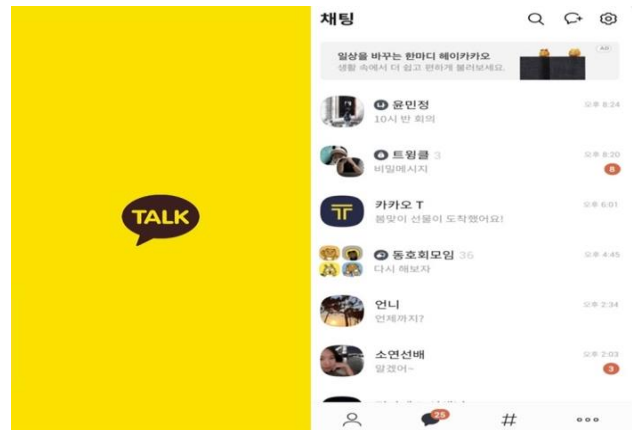 TALK
채팅
일상을 바꾸는 한마디 헤이카카오
생활 속에서 더 쉽고 편하게 불러보세요.
AD
윤민정
오후 8:24
10시 반 회의
트윙클 3
오후 8:20
비밀메시지
8
카카오 T
오후 6:01
봄맞이 선물이 도착했어요!
동호회모임 36
오후 4:45
다시 해보자
언니
오후 2:34
언제까지?
소연선배
오후 2:03
알겠어~
3
25
#